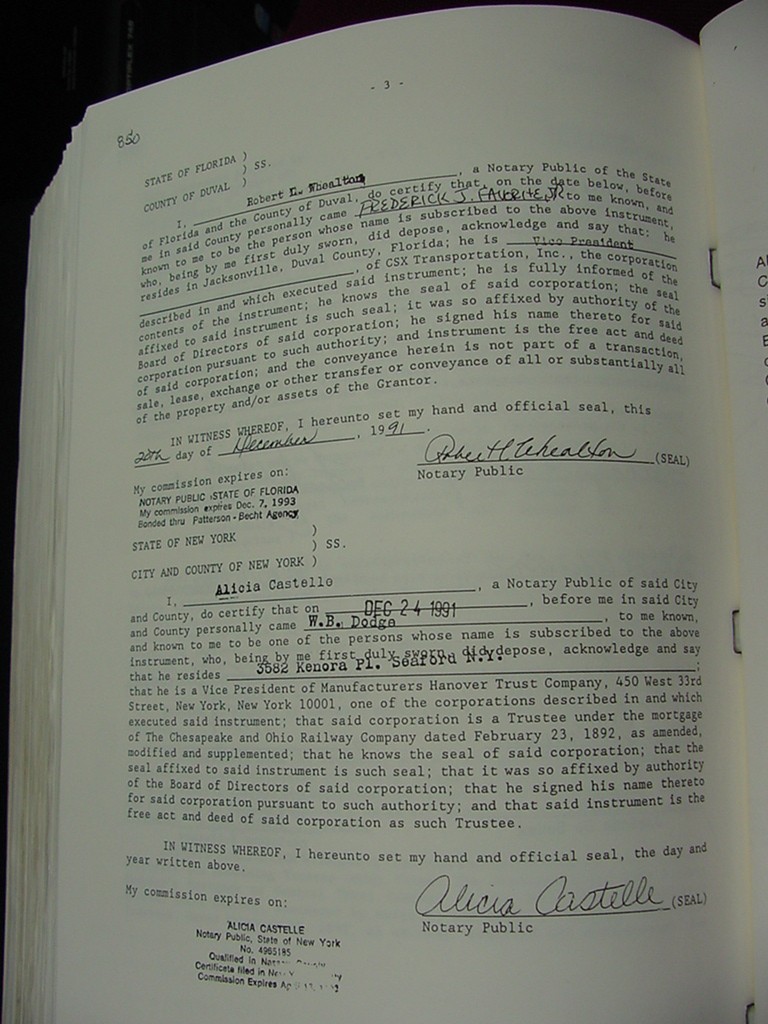 - 3 -
850
STATE OF FLORIDA )
) SS.
COUNTY OF DUVAL )
I, Robert L. Whealton, a Notary Public of the State
of Florida and the County of Duval, do certify that, on the date below, before
me in said County personally came FREDERICK J. FAVORITE, JR to me known, and
known to me to be the person whose name is subscribed to the above instrument,
who, being by me first duly sworn, did depose, acknowledge and say that; he
resides in Jacksonville, Duval County, Florida; he is Vice President
, of CSX Transportation, Inc., the corporation
described in and which executed said instrument; he is fully informed of the
contents of the instrument; he knows the seal of said corporation; the seal
affixed to said instrument is such seal; it was so affixed by authority of the
Board of Directors of said corporation; he signed his name thereto for said
corporation pursuant to such authority; and instrument is the free act and deed
of said corporation; and the conveyance herein is not part of a transaction,
sale, lease, exchange or other transfer or conveyance of all or substantially all
of the property and/or assets of the Grantor.
IN WITNESS WHEREOF, I hereunto set my hand and official seal, this
20th day of December, 1991.
Robert L Whealton (SEAL)
Notary Public
My commission expires on:
NOTARY PUBLIC, STATE OF FLORIDA
My commission expires Dec. 7, 1993
Bonded thru Patterson - Becht Agency
STATE OF NEW YORK )
) SS.
CITY AND COUNTY OF NEW YORK )
I, Alicia Castelle, a Notary Public of said City
and County, do certify that on DEC 24 1991, before me in said City
and County personally came W.B. Dodge, to me known,
and known to me to be one of the persons whose name is subscribed to the above
instrument, who, being by me first duly sworn, did depose, acknowledge and say
that he resides 3582 Kenora Pl. Seaford N.Y.;
that he is a Vice President of Manufacturers Hanover Trust Company, 450 West 33rd
Street, New York, New York 10001, one of the corporations described in and which
executed said instrument; that said corporation is a Trustee under the mortgage
of The Chesapeake and Ohio Railway Company dated February 23, 1892, as amended,
modified and supplemented; that he knows the seal of said corporation; that the
seal affixed to said instrument is such seal; that it was so affixed by authority
of the Board of Directors of said corporation; that he signed his name thereto
for said corporation pursuant to such authority; and that said instrument is the
free act and deed of said corporation as such Trustee.
IN WITNESS WHEREOF, I hereunto set my hand and official seal, the day and
year written above.
My commission expires on:
Alicia Castelle (SEAL)
Notary Public
ALICIA CASTELLE
Notary Public, State of New York
No. 4965185
Qualified in
Certificate filed in
Commission Expires